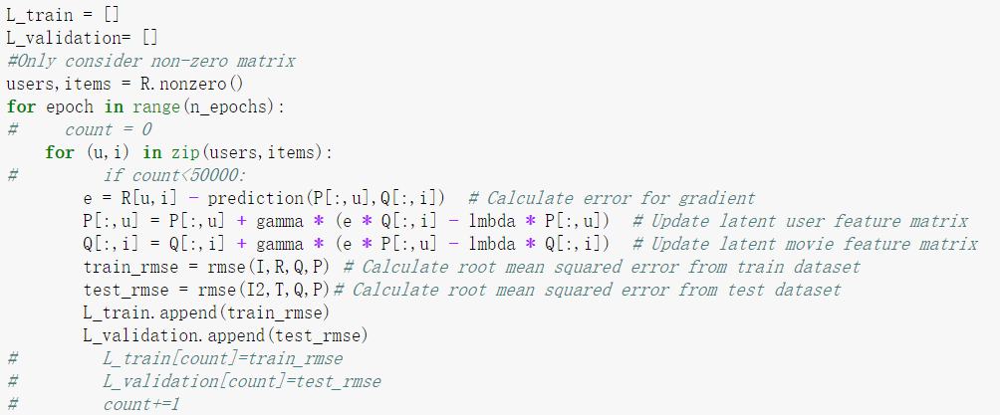 L_train = []
L_validation= []
#Only consider non-zero matrix
users,items = R.nonzero()
for epoch in range(n_epochs):
#     count = 0
    for (u,i) in zip(users,items):
#         if count<50000:
        e = R[u,i] - prediction(P[:,u],Q[:,i])  # Calculate error for gradient
        P[:,u] = P[:,u] + gamma * (e * Q[:,i] - lmbda * P[:,u])  # Update latent user feature matrix
        Q[:,i] = Q[:,i] + gamma * (e * P[:,u] - lmbda * Q[:,i])  # Update latent movie feature matrix
        train_rmse = rmse(I,R,Q,P) # Calculate root mean squared error from train dataset
        test_rmse = rmse(I2,T,Q,P)# Calculate root mean squared error from test dataset
        L_train.append(train_rmse)
        L_validation.append(test_rmse)
#         L_train[count]=train_rmse
#         L_validation[count]=test_rmse
#         count+=1